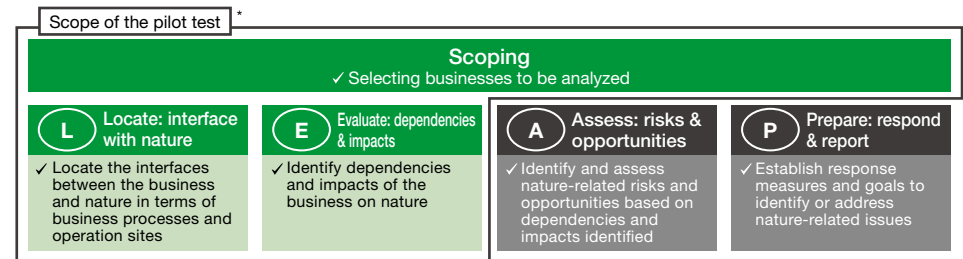 Scope of the pilot test *
Scoping
✓ Selecting businesses to be analyzed
L
Locate: interface
with nature
✓ Locate the interfaces
between the business
and nature in terms of
business processes and
operation sites
E
Evaluate: dependencies
& impacts
✓ Identify dependencies
and impacts of the
business on nature
A
Assess: risks &
opportunities
✓ Identify and assess
nature-related risks and
opportunities based on
dependencies and
impacts identified
P
Prepare: respond
& report
✓ Establish response
measures and goals to
identify or address
nature-related issues